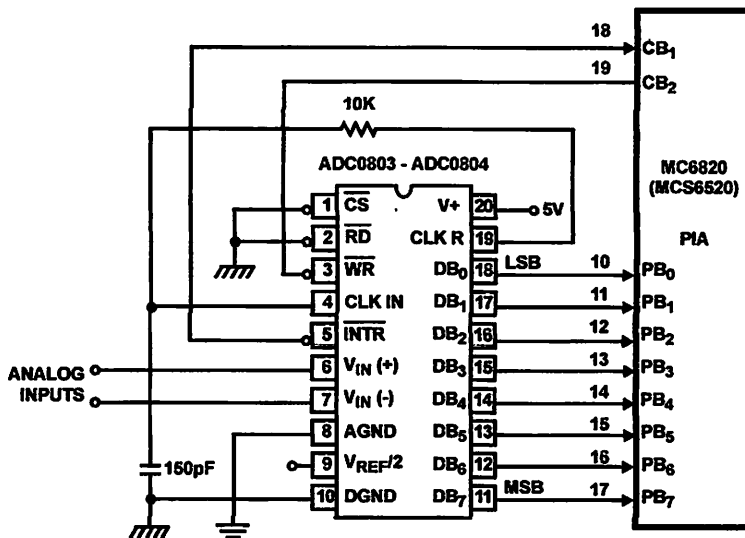 18
CB1
19
CB2
10K
ADC0803 - ADC0804
MC6820
(MCS6520)
PIA
1 CS V+ 20 5V
2 RD CLK R 19
3 WR DB0 18 LSB 10 PB0
4 CLK IN DB1 17 11 PB1
5 INTR DB2 16 12 PB2
6 VIN (+) DB3 15 13 PB3
7 VIN (-) DB4 14 14 PB4
8 AGND DB5 13 15 PB5
9 VREF/2 DB6 12 16 PB6
10 DGND DB7 11 MSB 17 PB7
ANALOG
INPUTS
150pF